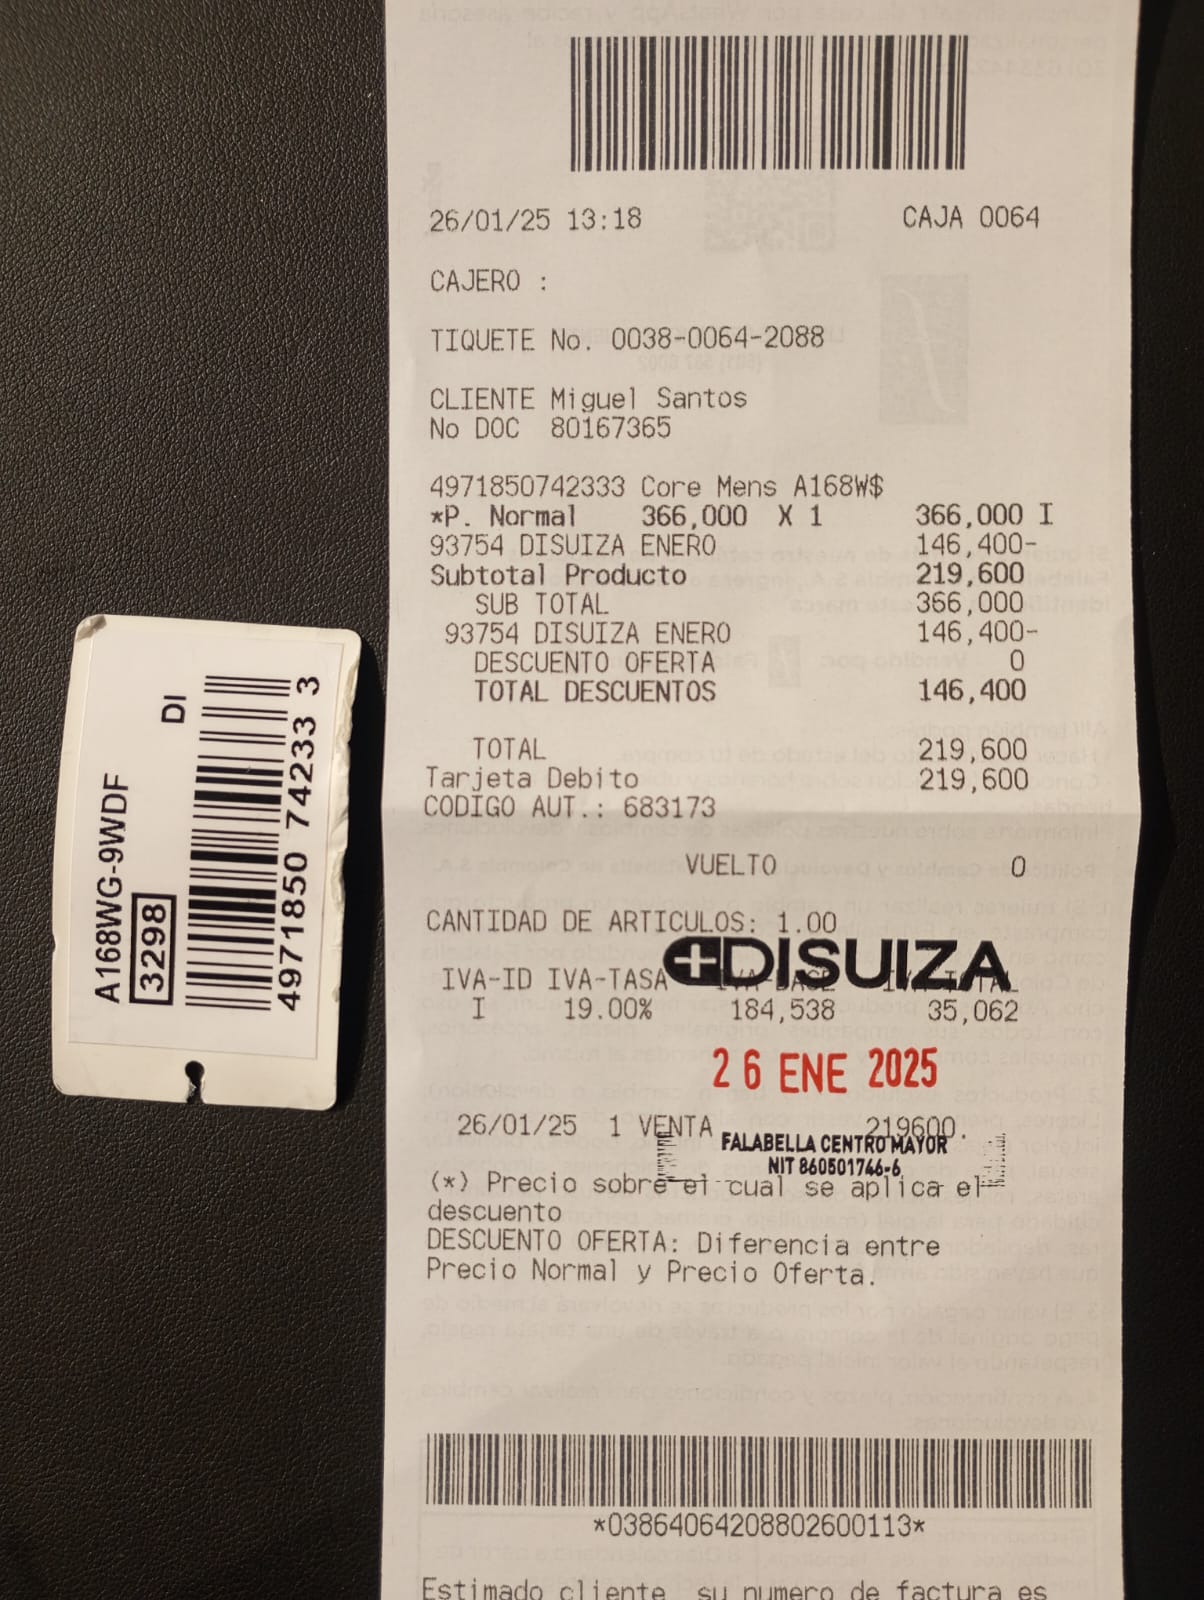 26/01/25 13:18 CAJA 0064
CAJERO :
TIQUETE No. 0038-0064-2088
CLIENTE Miguel Santos
No DOC 80167365
4971850742333 Core Mens A168W$
*P. Normal 366,000 X 1 366,000 I
93754 DISUIZA ENERO 146,400-
Subtotal Producto 219,600
SUB TOTAL 366,000
93754 DISUIZA ENERO 146,400-
DESCUENTO OFERTA 0
TOTAL DESCUENTOS 146,400
TOTAL 219,600
Tarjeta Debito 219,600
CODIGO AUT.: 683173
VUELTO 0
CANTIDAD DE ARTICULOS: 1.00
DISUIZA
IVA-ID IVA-TASA IVA-BASE IVA-TOTAL
I 19.00% 184,538 35,062
26 ENE 2025
26/01/25 1 VENTA 219600.
FALABELLA CENTRO MAYOR
NIT 860501746-6
(*) Precio sobre el cual se aplica el
descuento
DESCUENTO OFERTA: Diferencia entre
Precio Normal y Precio Oferta.
*03864064208802600113*
Estimado cliente su numero de factura es
A168WG-9WDF
3298
DI
4971850 74233 3